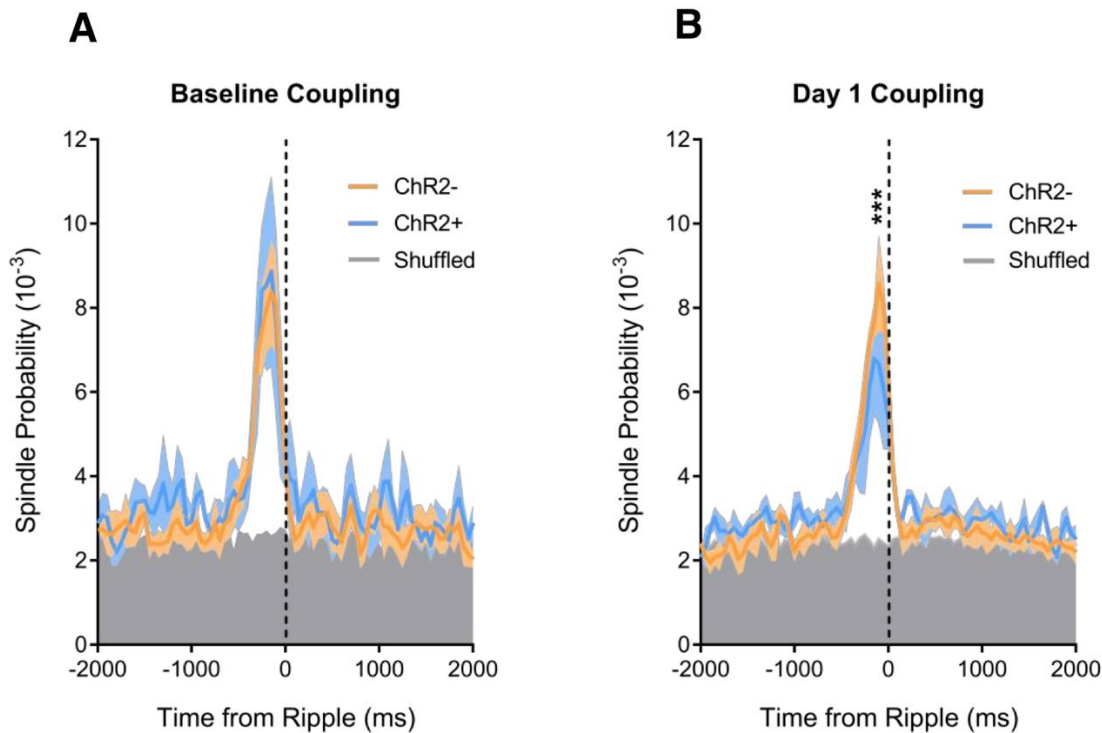 A
Baseline Coupling
12
10
8
6
4
2
0
Spindle Probability (10⁻³)
ChR2-
ChR2+
Shuffled
-2000
-1000
0
1000
2000
Time from Ripple (ms)
B
Day 1 Coupling
12
10
8
6
4
2
0
Spindle Probability (10⁻³)
***
ChR2-
ChR2+
Shuffled
-2000
-1000
0
1000
2000
Time from Ripple (ms)